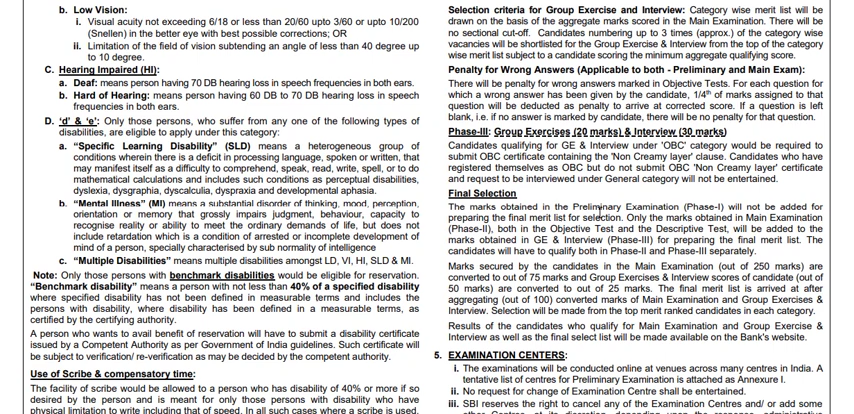 b. Low Vision:
i. Visual acuity not exceeding 6/18 or less than 20/60 upto 3/60 or upto 10/200
(Snellen) in the better eye with best possible corrections; OR
ii. Limitation of the field of vision subtending an angle of less than 40 degree up
to 10 degree.
C. Hearing Impaired (HI):
a. Deaf: means person having 70 DB hearing loss in speech frequencies in both ears.
b. Hard of Hearing: means person having 60 DB to 70 DB hearing loss in speech
frequencies in both ears.
D. 'd' & 'e': Only those persons, who suffer from any one of the following types of
disabilities, are eligible to apply under this category:
a. "Specific Learning Disability" (SLD) means a heterogeneous group of
conditions wherein there is a deficit in processing language, spoken or written, that
may manifest itself as a difficulty to comprehend, speak, read, write, spell, or to do
mathematical calculations and includes such conditions as perceptual disabilities,
dyslexia, dysgraphia, dyscalculia, dyspraxia and developmental aphasia.
b. "Mental Illness" (MI) means a substantial disorder of thinking, mood, perception,
orientation or memory that grossly impairs judgment, behaviour, capacity to
recognise reality or ability to meet the ordinary demands of life, but does not
include retardation which is a condition of arrested or incomplete development of
mind of a person, specially characterised by sub normality of intelligence
c. "Multiple Disabilities" means multiple disabilities amongst LD, VI, HI, SLD & MI.
Note: Only those persons with benchmark disabilities would be eligible for reservation.
"Benchmark disability" means a person with not less than 40% of a specified disability
where specified disability has not been defined in measurable terms and includes the
persons with disability, where disability has been defined in a measurable terms, as
certified by the certifying authority.
A person who wants to avail benefit of reservation will have to submit a disability certificate
issued by a Competent Authority as per Government of India guidelines. Such certificate will
be subject to verification/ re-verification as may be decided by the competent authority.
Use of Scribe & compensatory time:
The facility of scribe would be allowed to a person who has disability of 40% or more if so
desired by the person and is meant for only those persons with disability who have
physical limitation to write including that of speed. In all such cases where a scribe is used,
Selection criteria for Group Exercise and Interview: Category wise merit list will be
drawn on the basis of the aggregate marks scored in the Main Examination. There will be
no sectional cut-off. Candidates numbering up to 3 times (approx.) of the category wise
vacancies will be shortlisted for the Group Exercise & Interview from the top of the category
wise merit list subject to a candidate scoring the minimum aggregate qualifying score.
Penalty for Wrong Answers (Applicable to both - Preliminary and Main Exam):
There will be penalty for wrong answers marked in Objective Tests. For each question for
which a wrong answer has been given by the candidate, 1/4th of marks assigned to that
question will be deducted as penalty to arrive at corrected score. If a question is left
blank, i.e. if no answer is marked by candidate, there will be no penalty for that question.
Phase-III: Group Exercises (20 marks) & Interview (30 marks)
Candidates qualifying for GE & Interview under 'OBC' category would be required to
submit OBC certificate containing the 'Non Creamy layer' clause. Candidates who have
registered themselves as OBC but do not submit OBC 'Non Creamy layer' certificate
and request to be interviewed under General category will not be entertained.
Final Selection
The marks obtained in the Preliminary Examination (Phase-I) will not be added for
preparing the final merit list for selection. Only the marks obtained in Main Examination
(Phase-II), both in the Objective Test and the Descriptive Test, will be added to the
marks obtained in GE & Interview (Phase-III) for preparing the final merit list. The
candidates will have to qualify both in Phase-II and Phase-III separately.
Marks secured by the candidates in the Main Examination (out of 250 marks) are
converted to out of 75 marks and Group Exercises & Interview scores of candidate (out of
50 marks) are converted to out of 25 marks. The final merit list is arrived at after
aggregating (out of 100) converted marks of Main Examination and Group Exercises &
Interview. Selection will be made from the top merit ranked candidates in each category.
Results of the candidates who qualify for Main Examination and Group Exercise &
Interview as well as the final select list will be made available on the Bank's website.
5. EXAMINATION CENTERS:
i. The examinations will be conducted online at venues across many centres in India. A
tentative list of centres for Preliminary Examination is attached as Annexure I.
ii. No request for change of Examination Centre shall be entertained.
iii. SBI reserves the right to cancel any of the Examination Centres and/ or add some